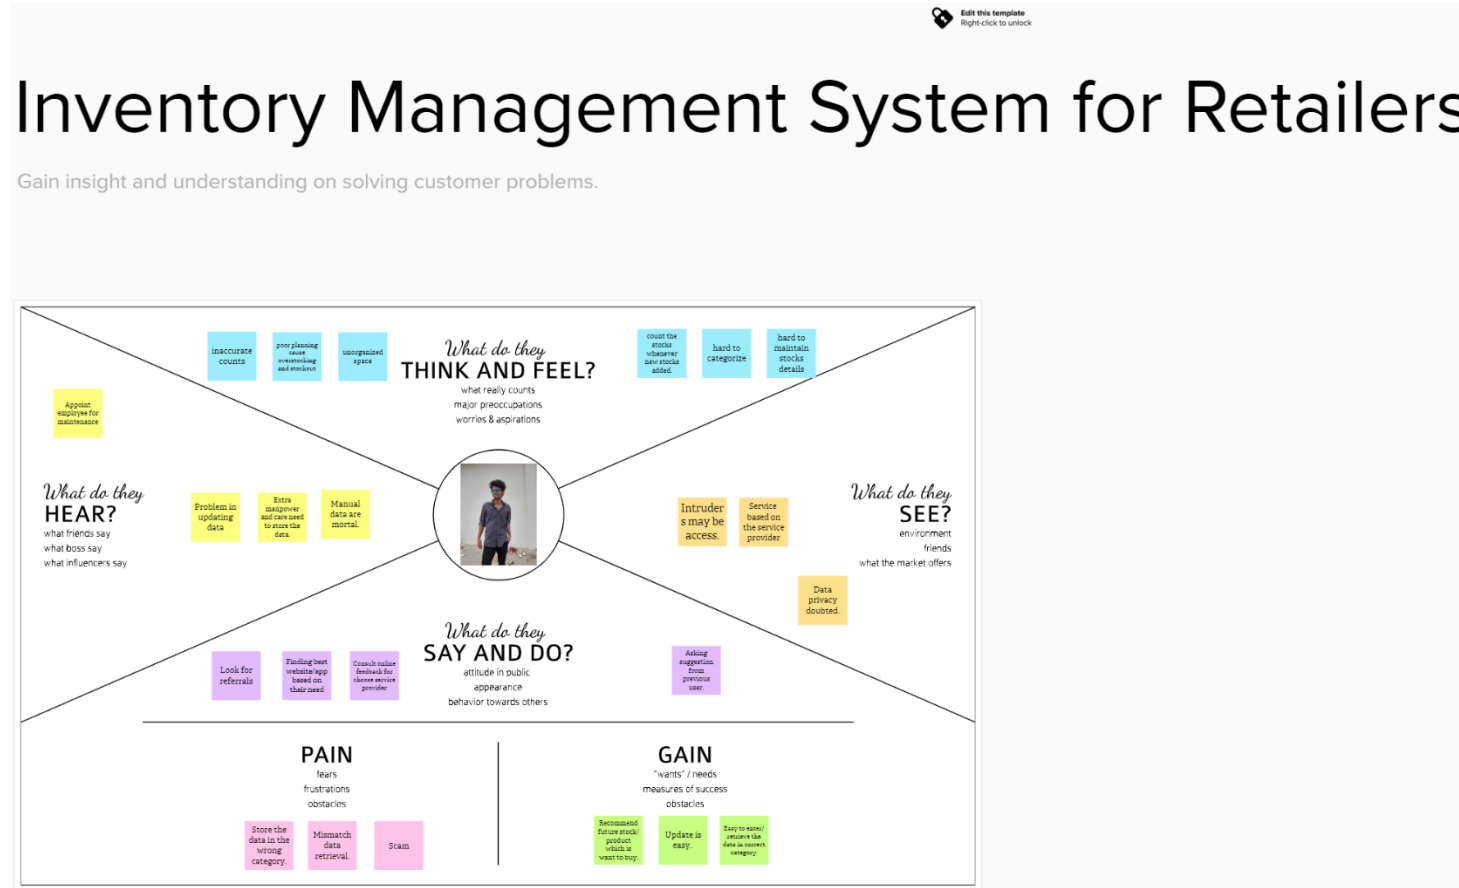 Edit this template
Right-click to unlock
Inventory Management System for Retailers
Gain insight and understanding on solving customer problems.
inaccurate
counts
poor planning
cause
overstocking
and stockout
unorganized
space
What do they
THINK AND FEEL?
what really counts
major preoccupations
worries & aspirations
count the
stocks
whenever
new stocks
added.
hard to
categorize
hard to
maintain
stocks
details
Appoint
employee for
maintenance
What do they
HEAR?
what friends say
what boss say
what influencers say
Problem in
updating
data
Extra
manpower
and care need
to store the
data.
Manual
data are
mortal.
Intruder
s may be
access.
Service
based on
the service
provider
What do they
SEE?
environment
friends
what the market offers
Data
privacy
doubted.
Look for
referrals
Finding best
website/app
based on
their need
Consult online
feedback for
choose service
provider
What do they
SAY AND DO?
attitude in public
appearance
behavior towards others
Asking
suggestion
from
previous
user.
PAIN
fears
frustrations
obstacles
Store the
data in the
wrong
category.
Mismatch
data
retrieval.
Scam
GAIN
"wants" / needs
measures of success
obstacles
Recommend
future stock/
product
which is
want to buy.
Update is
easy.
Easy to enter/
retrieve the
data in correct
category.